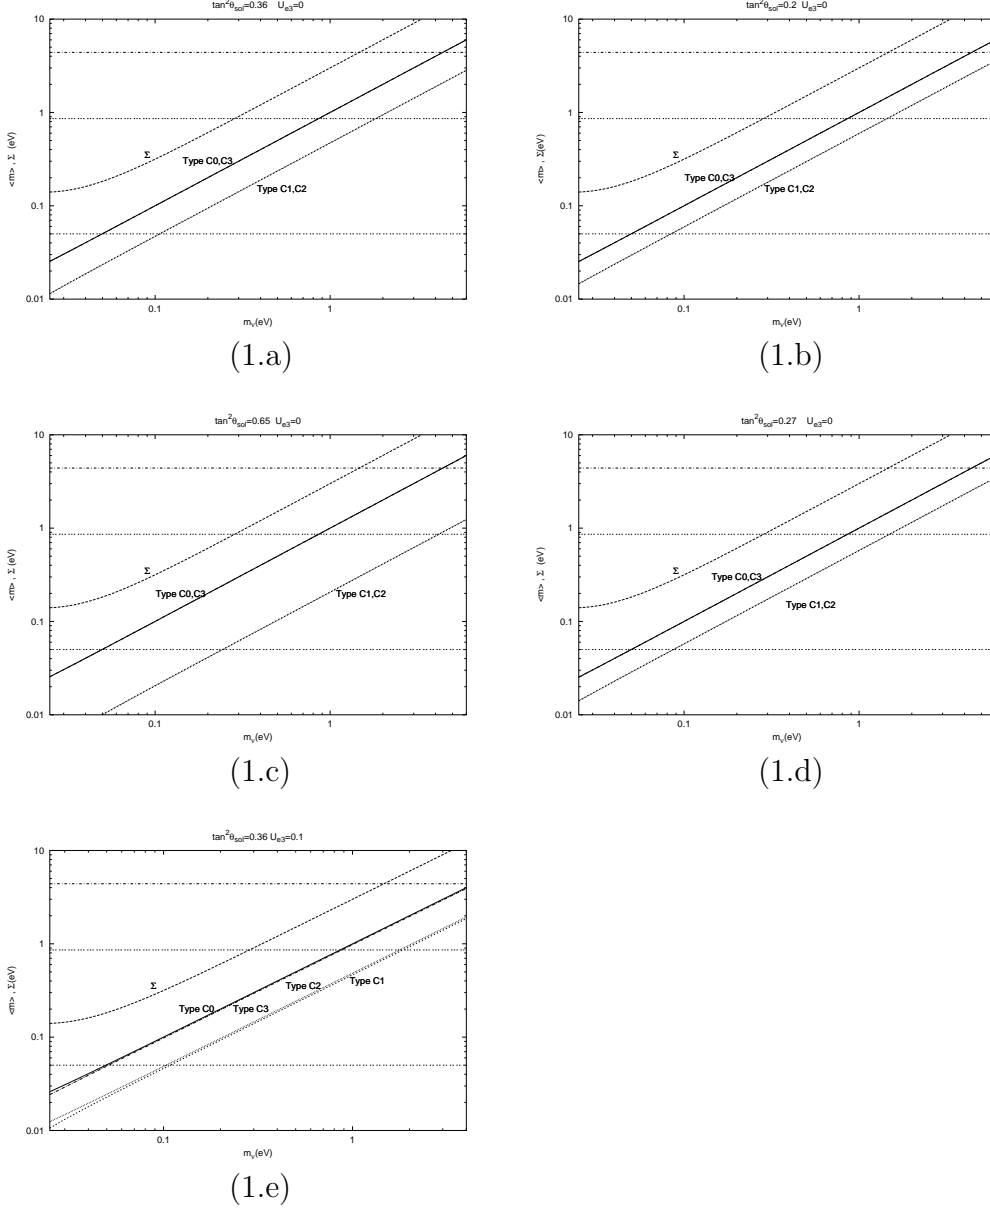 tan²θsol=0.36 Ue3=0
<m> , Σ (eV)
10
1
0.1
0.01
Σ
Type C0,C3
Type C1,C2
0.1 1
mν(eV)
(1.a)
tan²θsol=0.2 Ue3=0
<m> , Σ(eV)
10
1
0.1
0.01
Σ
Type C0,C3
Type C1,C2
0.1 1
mν(eV)
(1.b)
tan²θsol=0.65 Ue3=0
<m> , Σ (eV)
10
1
0.1
0.01
Σ
Type C0,C3
Type C1,C2
0.1 1
mν(eV)
(1.c)
tan²θsol=0.27 Ue3=0
<m> , Σ (eV)
10
1
0.1
0.01
Σ
Type C0,C3
Type C1,C2
0.1 1
mν(eV)
(1.d)
tan²θsol=0.36 Ue3=0.1
<m> , Σ(eV)
10
1
0.1
0.01
Σ
Type C2
Type C1
Type C0
Type C3
0.1 1
mν(eV)
(1.e)